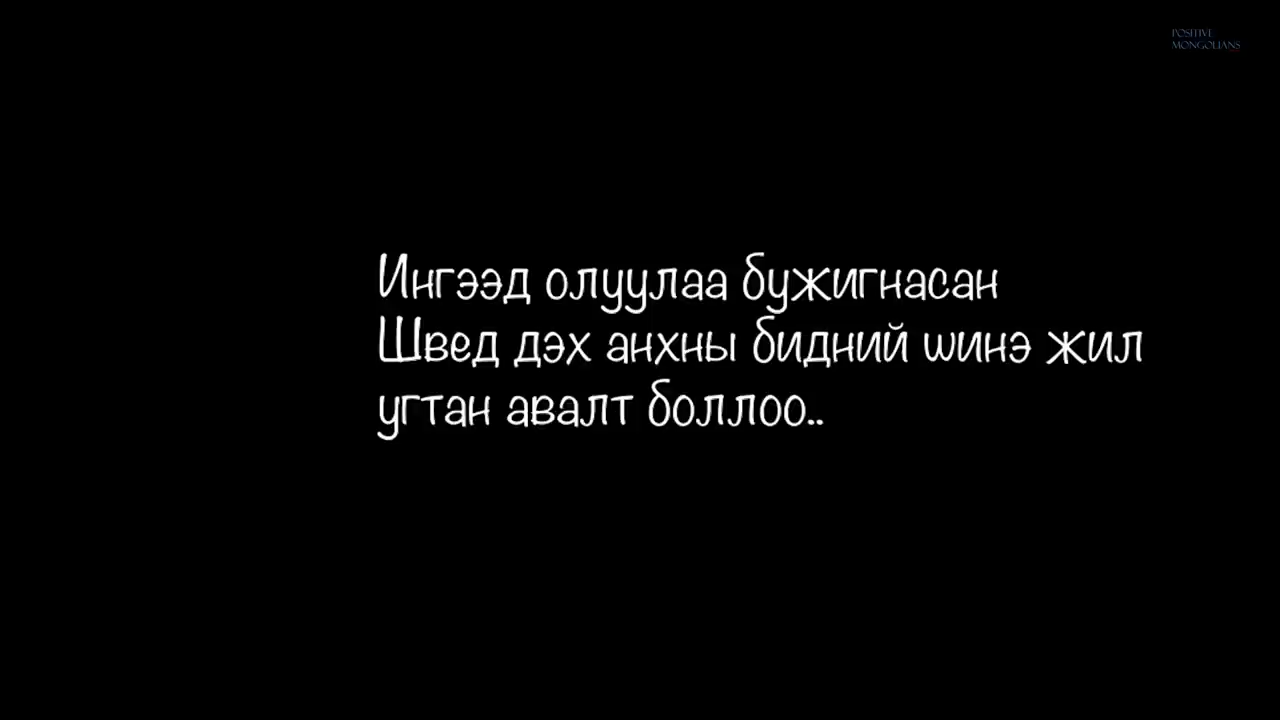 POSITIVE
MONGOLIANS
Ингээд олуулаа бужигнасан
Швед дэх анхны бидний шинэ жил
угтан авалт боллоо..